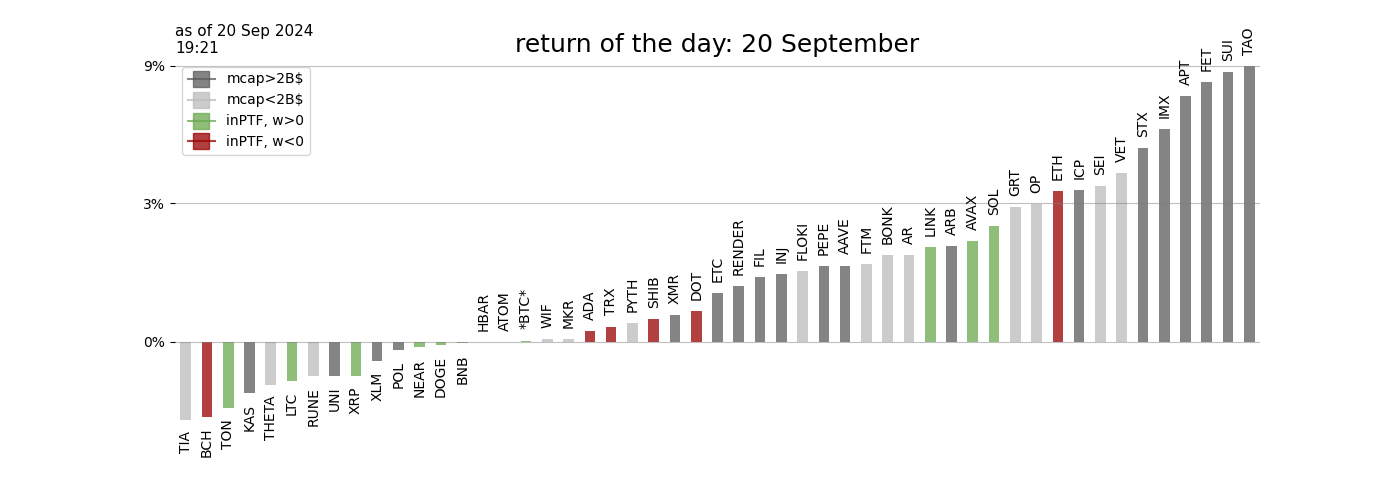 as of 20 Sep 2024
19:21
return of the day: 20 September
9%
3%
0%
mcap>2B$
mcap<2B$
inPTF, w>0
inPTF, w<0
TIA
BCH
TON
KAS
THETA
LTC
RUNE
UNI
XRP
XLM
POL
NEAR
DOGE
BNB
HBAR
ATOM
*BTC*
WIF
MKR
ADA
TRX
PYTH
SHIB
XMR
DOT
ETC
RENDER
FIL
INJ
FLOKI
PEPE
AAVE
FTM
BONK
AR
LINK
ARB
AVAX
SOL
GRT
OP
ETH
ICP
SEI
VET
STX
IMX
APT
FET
SUI
TAO